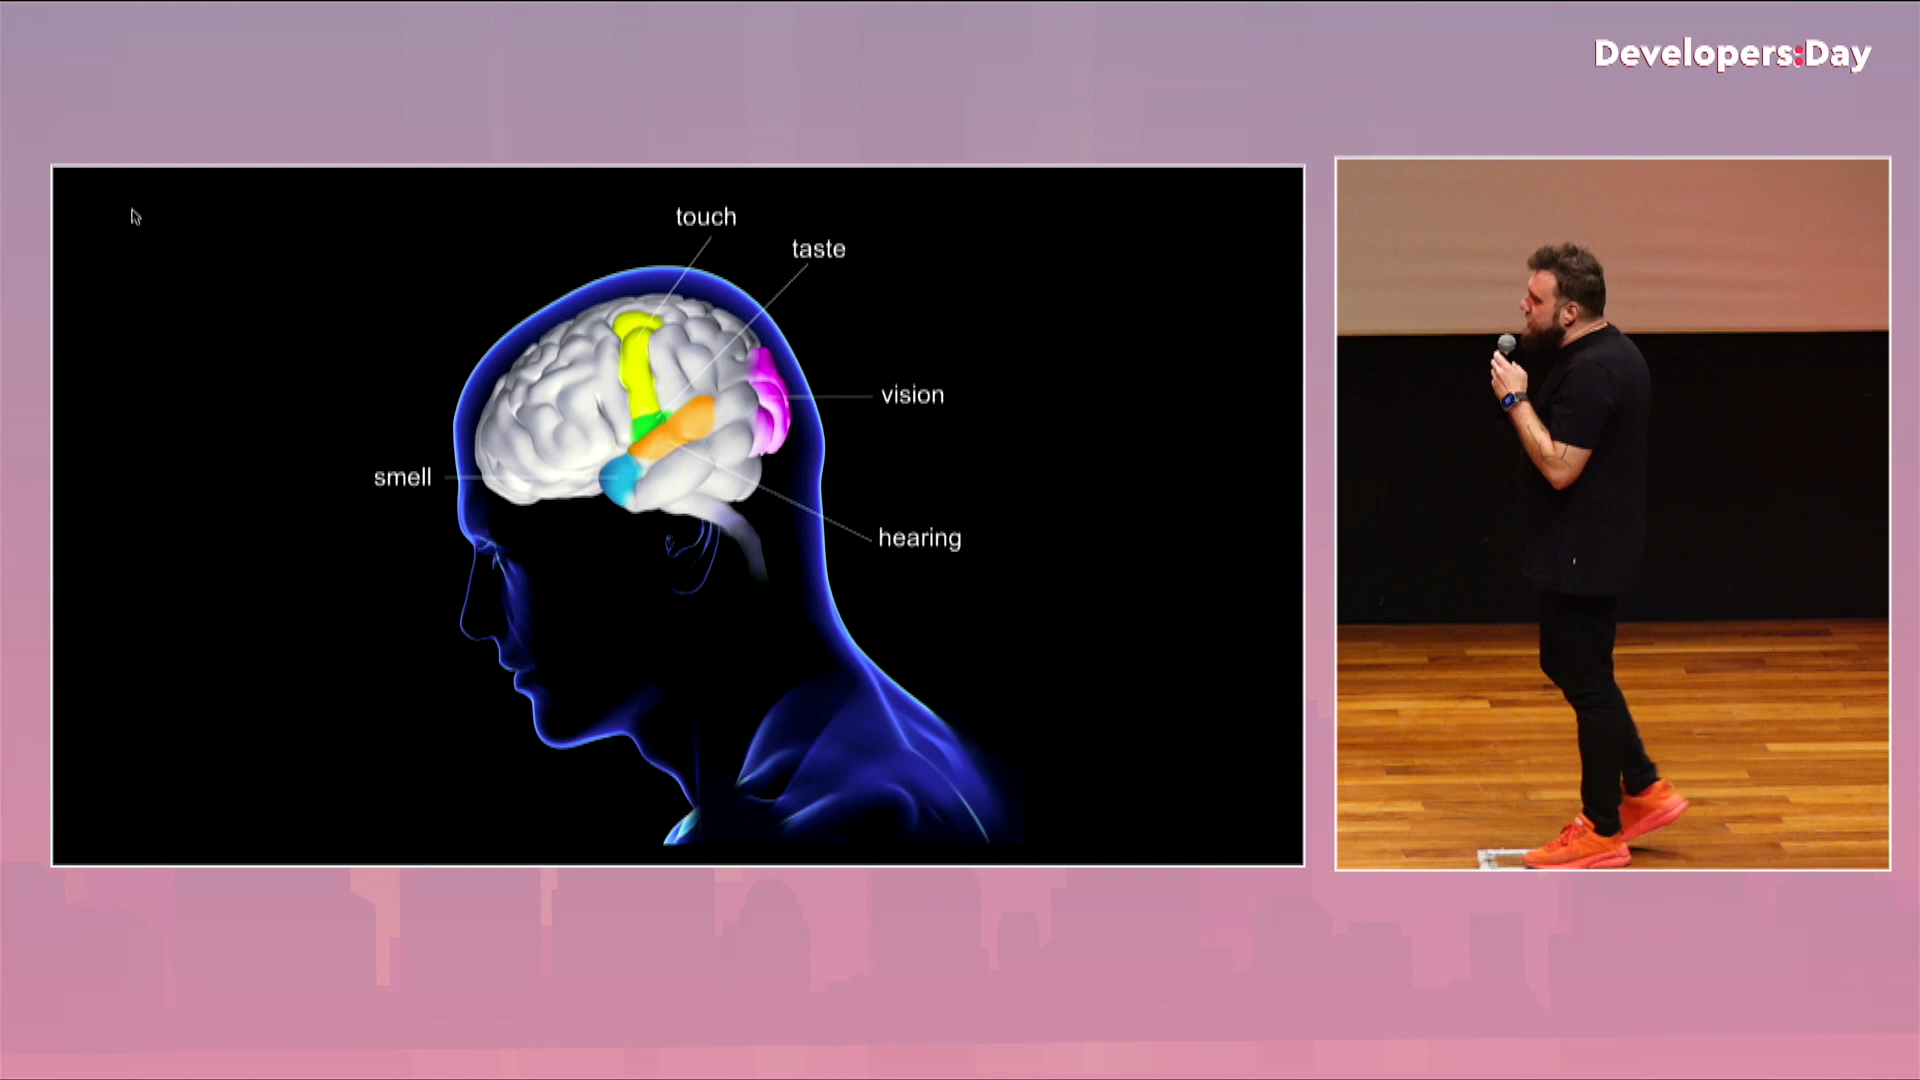 Developers:Day
touch
taste
vision
smell
hearing